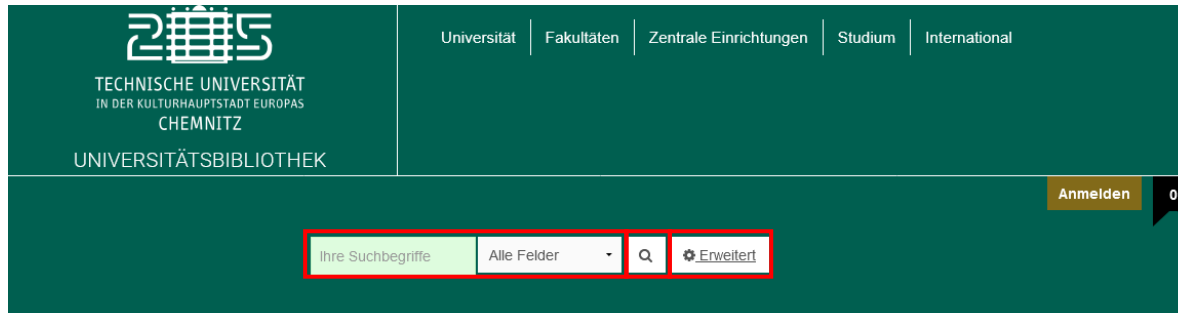 TECHNISCHE UNIVERSITÄT
IN DER KULTURHAUPTSTADT EUROPAS
CHEMNITZ
UNIVERSITÄTSBIBLIOTHEK
Universität Fakultäten Zentrale Einrichtungen Studium International
Anmelden 0
Ihre Suchbegriffe Alle Felder Erweitert